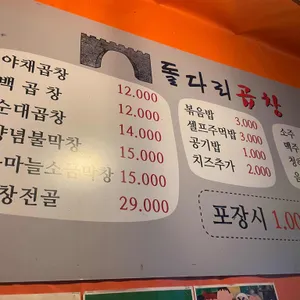 돌다리곱창
야채곱창 12.000
백곱창 12.000
순대곱창 14.000
양념불막창 15.000
마늘소금막창 15.000
창전골 29.000
볶음밥 3.000
셀프주먹밥 3.000
공기밥 1.000
치즈추가 2.000
소주
맥주
포장시 1.00